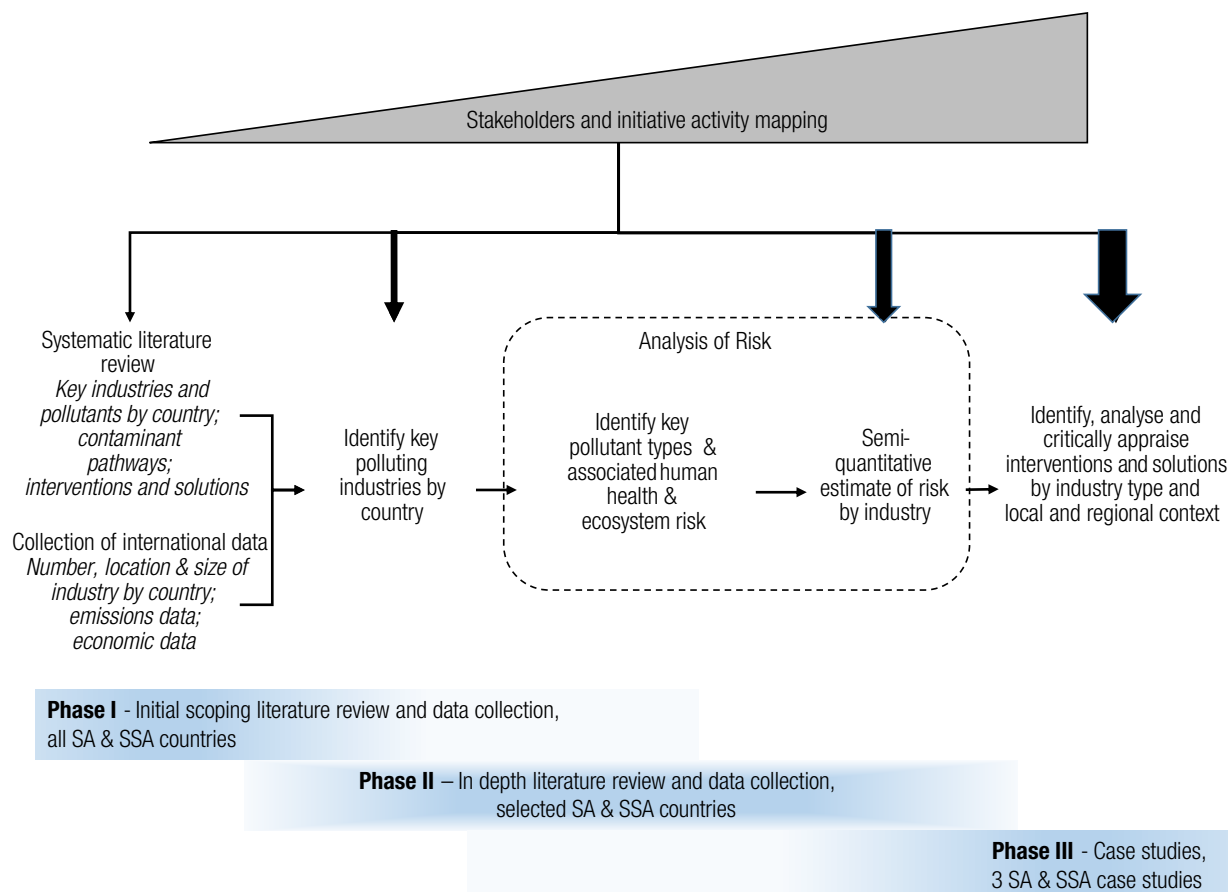 Stakeholders and initiative activity mapping
Systematic literature
review
Key industries and
pollutants by country;
contaminant
pathways;
interventions and solutions
Collection of international data
Number, location & size of
industry by country;
emissions data;
economic data
Identify key
polluting
industries by
country
Analysis of Risk
Identify key
pollutant types & 
associated human
health &
ecosystem risk
Semi-
quantitative
estimate of risk
by industry
Identify, analyse and
critically appraise
interventions and solutions
by industry type and
local and regional context
Phase I - Initial scoping literature review and data collection,
all SA & SSA countries
Phase II – In depth literature review and data collection,
selected SA & SSA countries
Phase III - Case studies,
3 SA & SSA case studies